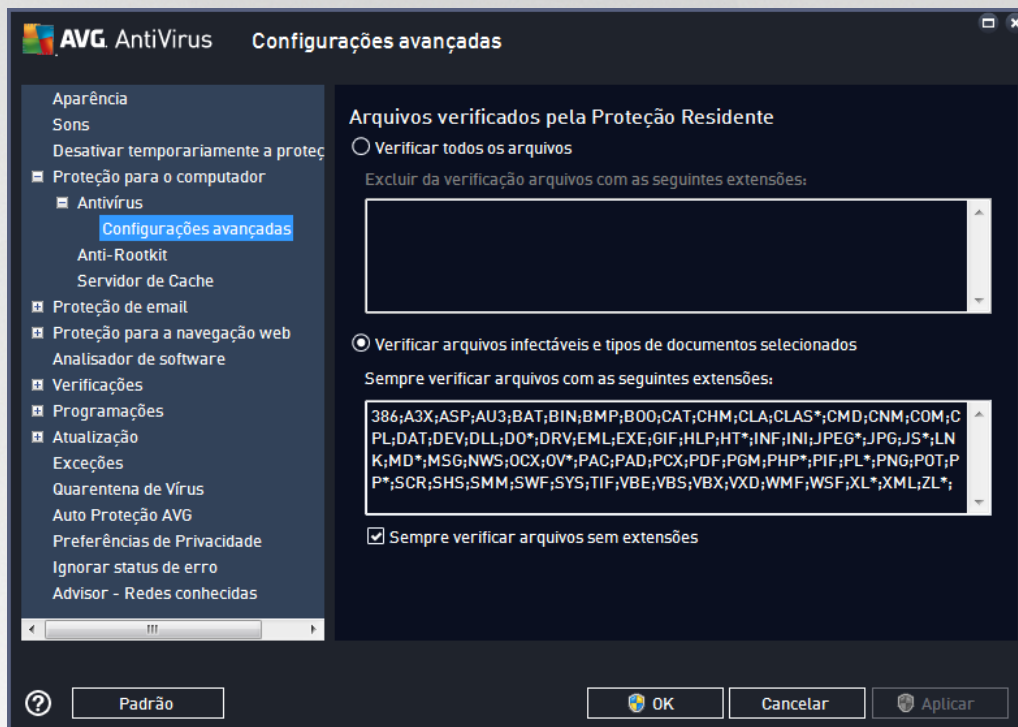 AVG. AntiVirus Configurações avançadas
Aparência
Sons
Desativar temporariamente a proteç
Proteção para o computador
Antivírus
Configurações avançadas
Anti-Rootkit
Servidor de Cache
Proteção de email
Proteção para a navegação web
Analisador de software
Verificações
Programações
Atualização
Exceções
Quarentena de Vírus
Auto Proteção AVG
Preferências de Privacidade
Ignorar status de erro
Advisor - Redes conhecidas
Arquivos verificados pela Proteção Residente
Verificar todos os arquivos
Excluir da verificação arquivos com as seguintes extensões:
Verificar arquivos infectáveis e tipos de documentos selecionados
Sempre verificar arquivos com as seguintes extensões:
386;A3X;ASP;AU3;BAT;BIN;BMP;BOO;CAT;CHM;CLA;CLAS*;CMD;CNM;COM;C
PL;DAT;DEV;DLL;DO*;DRV;EML;EXE;GIF;HLP;HT*;INF;INI;JPEG*;JPG;JS*;LN
K;MD*;MSG;NWS;OCX;OV*;PAC;PAD;PCX;PDF;PGM;PHP*;PIF;PL*;PNG;POT;P
P*;SCR;SHS;SMM;SWF;SYS;TIF;VBE;VBS;VBX;VXD;WMF;WSF;XL*;XML;ZL*;
Sempre verificar arquivos sem extensões
Padrão
OK
Cancelar
Aplicar